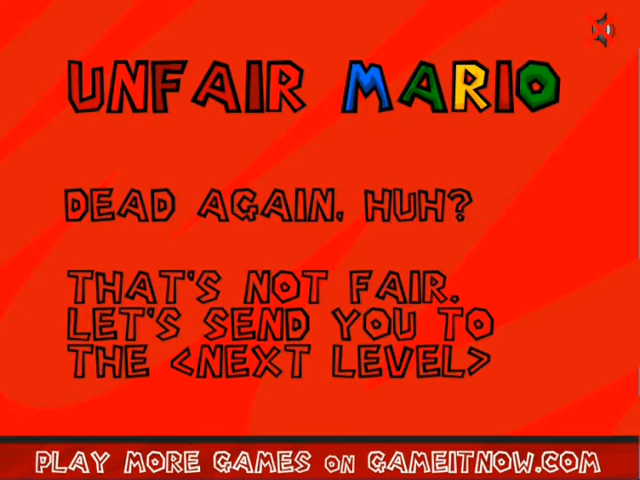 UNFAIR MARIO
DEAD AGAIN, HUH?
THAT'S NOT FAIR.
LET'S SEND YOU TO
THE <NEXT LEVEL>
PLAY MORE GAMES ON GAMEITNOW.COM